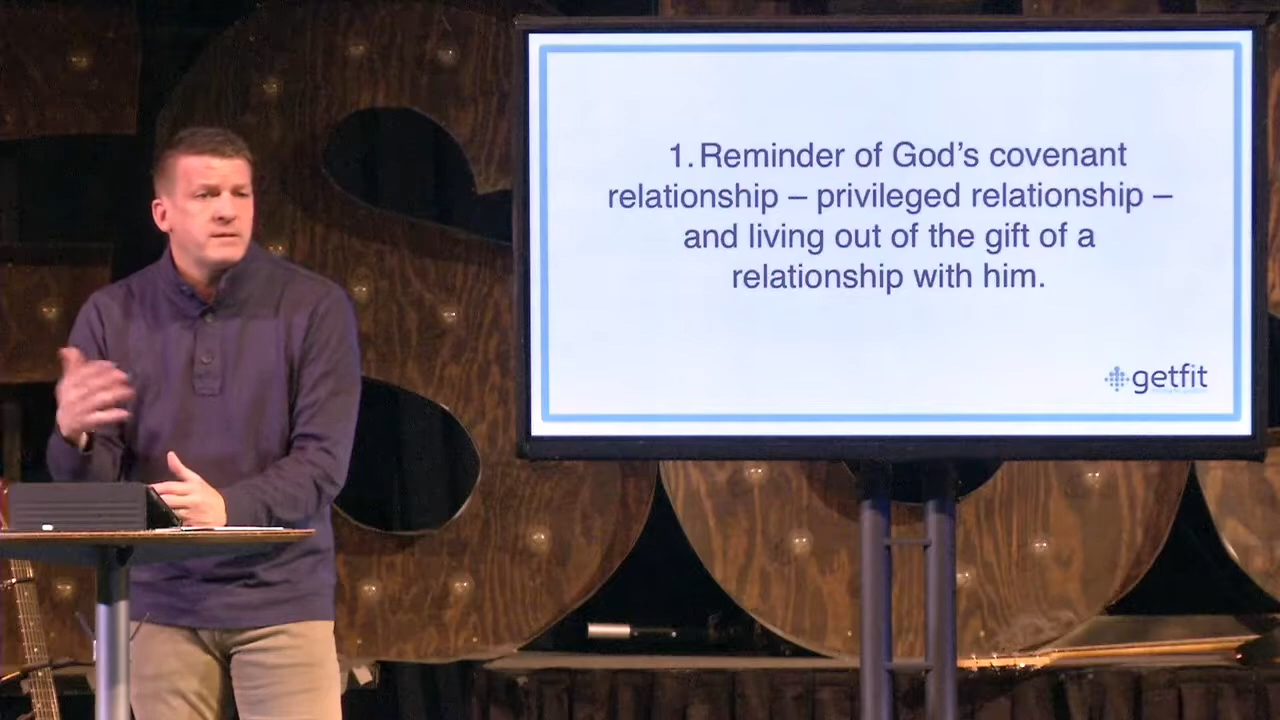 1. Reminder of God's covenant
relationship – privileged relationship –
and living out of the gift of a
relationship with him.
getfit